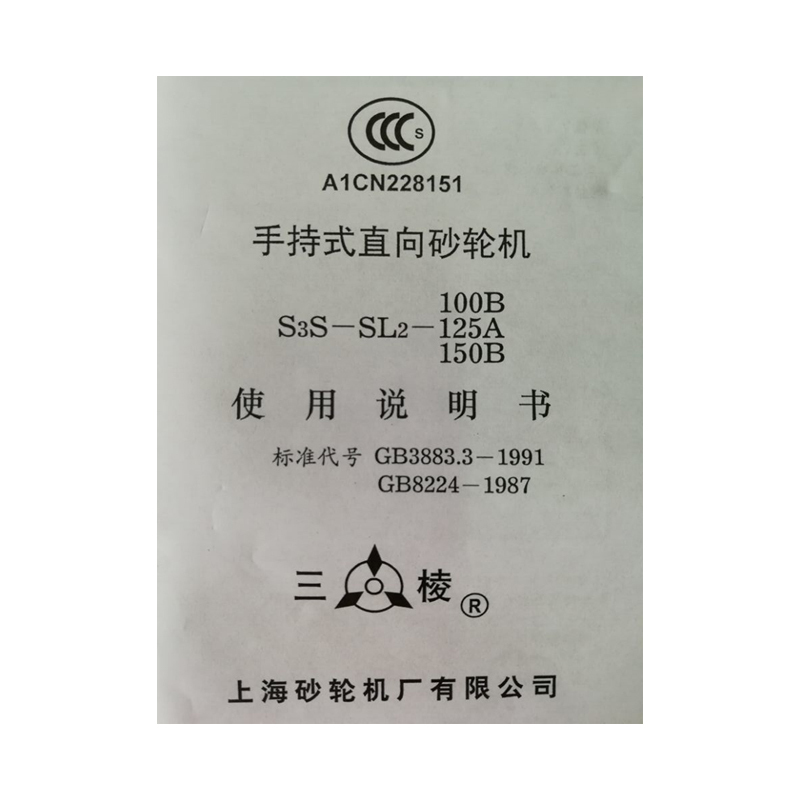 CCC S
A1CN228151
手持式直向砂轮机
100B
S3S-SL2-125A
150B
使用说明书
标准代号 GB3883.3-1991
GB8224-1987
三棱®
上海砂轮机厂有限公司